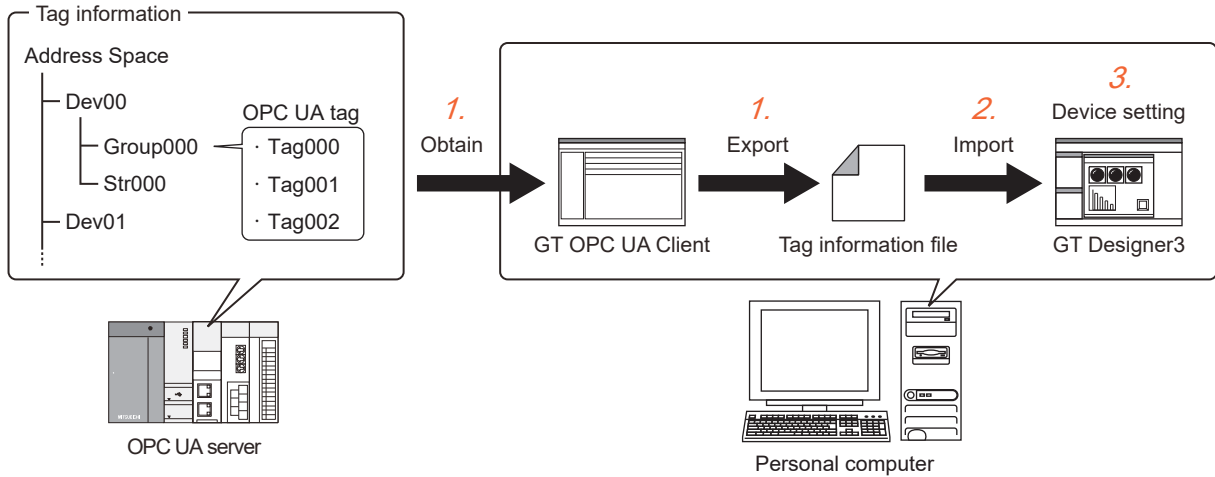 Tag information
Address Space
Dev00
Group000
Str000
Dev01
OPC UA tag
· Tag000
· Tag001
· Tag002
1.
Obtain
GT OPC UA Client
1.
Export
Tag information file
2.
Import
3.
Device setting
GT Designer3
OPC UA server
Personal computer